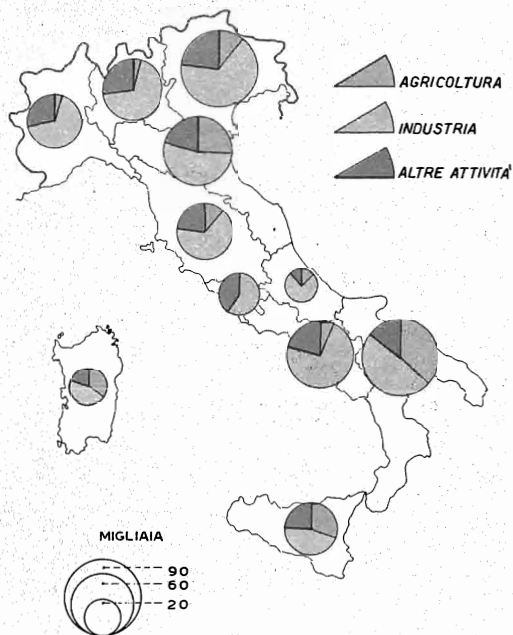 AGRICOLTURA
INDUSTRIA
ALTRE ATTIVITA'
MIGLIAIA
90
60
20